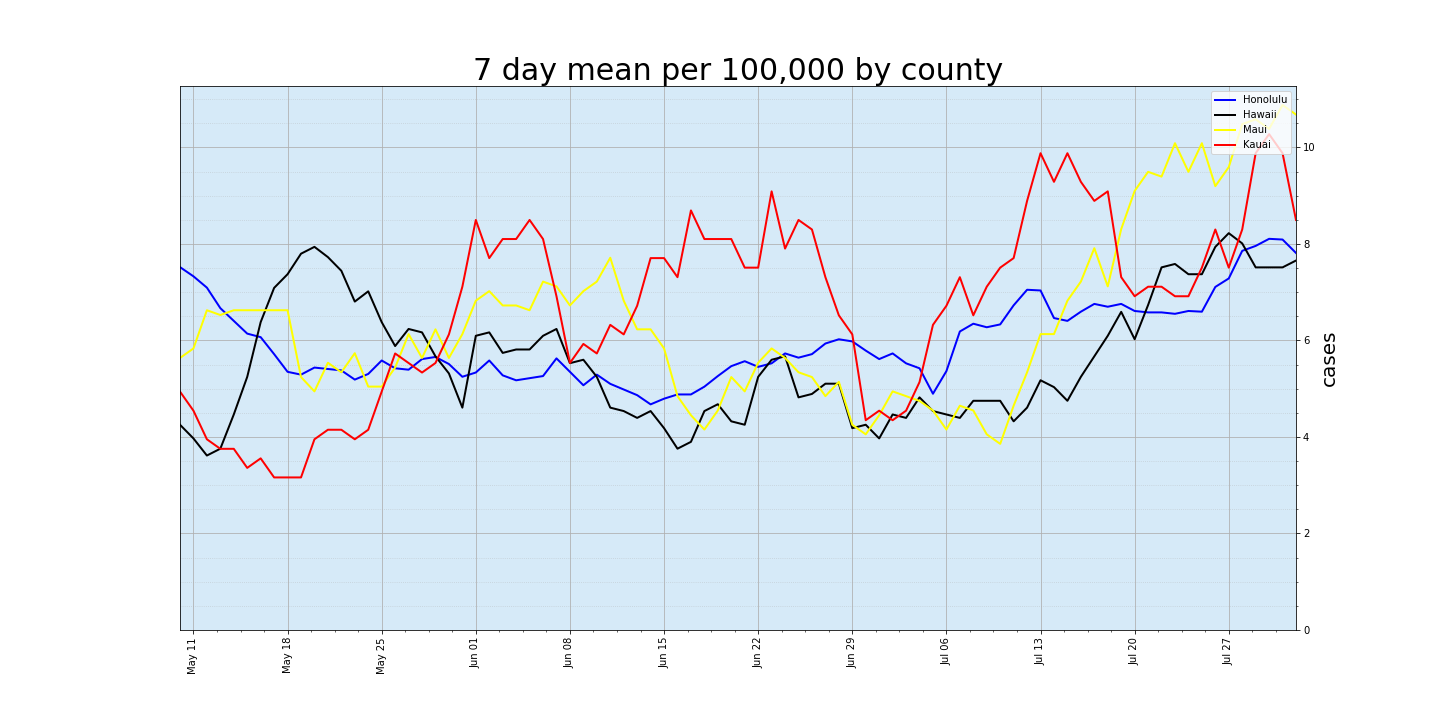 7 day mean per 100,000 by county
Honolulu
Hawaii
Maui
Kauai
10
8
6
4
2
0
cases
May 11
May 18
May 25
Jun 01
Jun 08
Jun 15
Jun 22
Jun 29
Jul 06
Jul 13
Jul 20
Jul 27